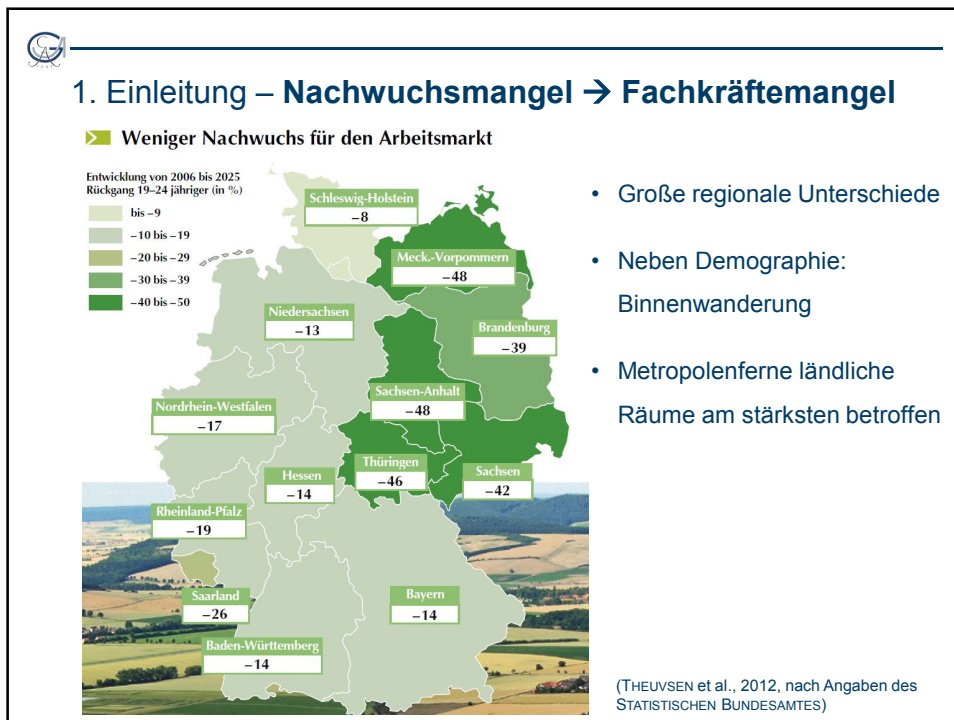 1. Einleitung – Nachwuchsmangel → Fachkräftemangel
Weniger Nachwuchs für den Arbeitsmarkt
Entwicklung von 2006 bis 2025
Rückgang 19–24 jähriger (in %)
bis –9
–10 bis –19
–20 bis –29
–30 bis –39
–40 bis –50
Schleswig-Holstein
–8
Meck.-Vorpommern
–48
Niedersachsen
–13
Brandenburg
–39
Sachsen-Anhalt
–48
Nordrhein-Westfalen
–17
Thüringen
–46
Sachsen
–42
Hessen
–14
Rheinland-Pfalz
–19
Saarland
–26
Bayern
–14
Baden-Württemberg
–14
• Große regionale Unterschiede
• Neben Demographie:
Binnenwanderung
• Metropolenferne ländliche
Räume am stärksten betroffen
(THEUVSEN et al., 2012, nach Angaben des
STATISTISCHEN BUNDESAMTES)